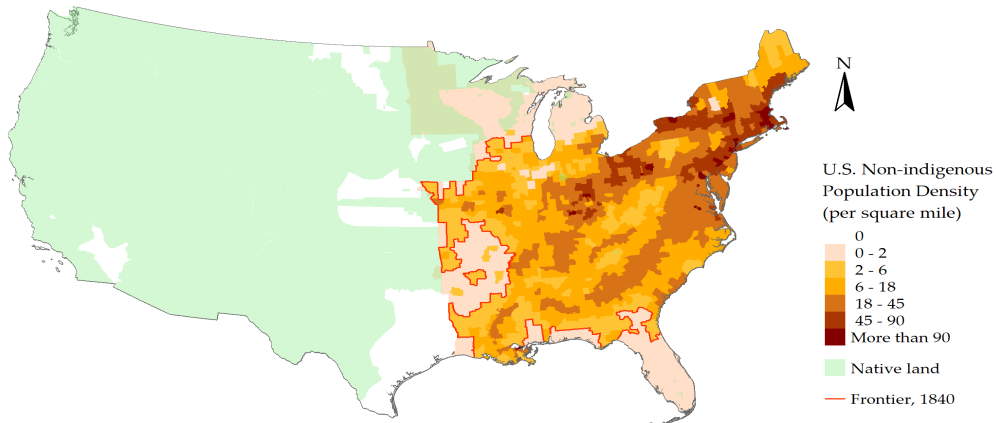 N
U.S. Non-indigenous
Population Density
(per square mile)
0
0 - 2
2 - 6
6 - 18
18 - 45
45 - 90
More than 90
Native land
Frontier, 1840